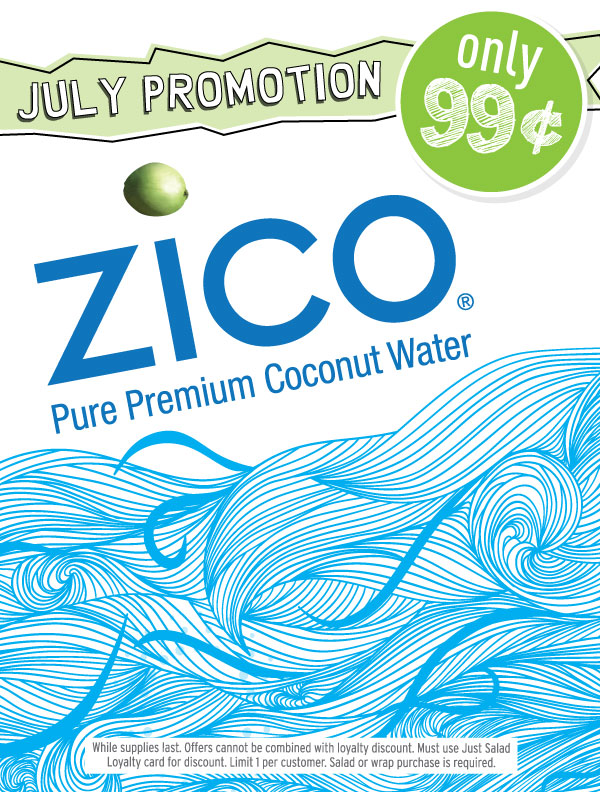 JULY PROMOTION
only
99¢
ZICO®
Pure Premium Coconut Water
While supplies last. Offers cannot be combined with loyalty discount. Must use Just Salad
Loyalty card for discount. Limit 1 per customer. Salad or wrap purchase is required.